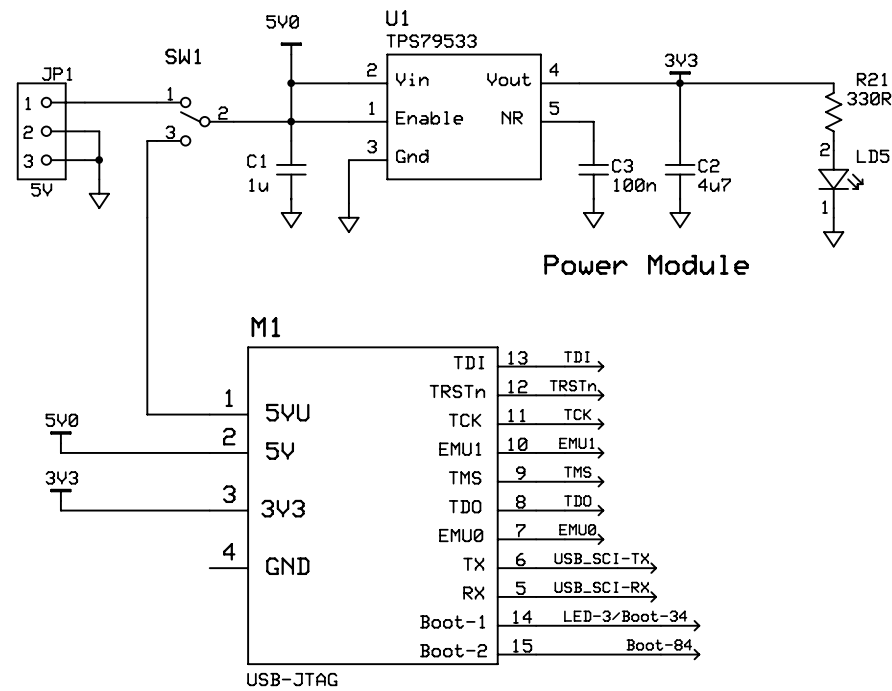 5V0
U1
TPS79533
SW1
JP1
1
2
3
5V
1
3
2
2 Vin
1 Enable
3 Gnd
Vout 4
NR 5
3V3
C1
1u
C3
100n
C2
4u7
R21
330R
2
LD5
1
Power Module
M1
1 5VU
5V0
2 5V
3V3
3 3V3
4 GND
TDI 13 TDI
TRSTn 12 TRSTn
TCK 11 TCK
EMU1 10 EMU1
TMS 9 TMS
TDO 8 TDO
EMU0 7 EMU0
TX 6 USB_SCI-TX
RX 5 USB_SCI-RX
Boot-1 14 LED-3/Boot-34
Boot-2 15 Boot-84
USB-JTAG